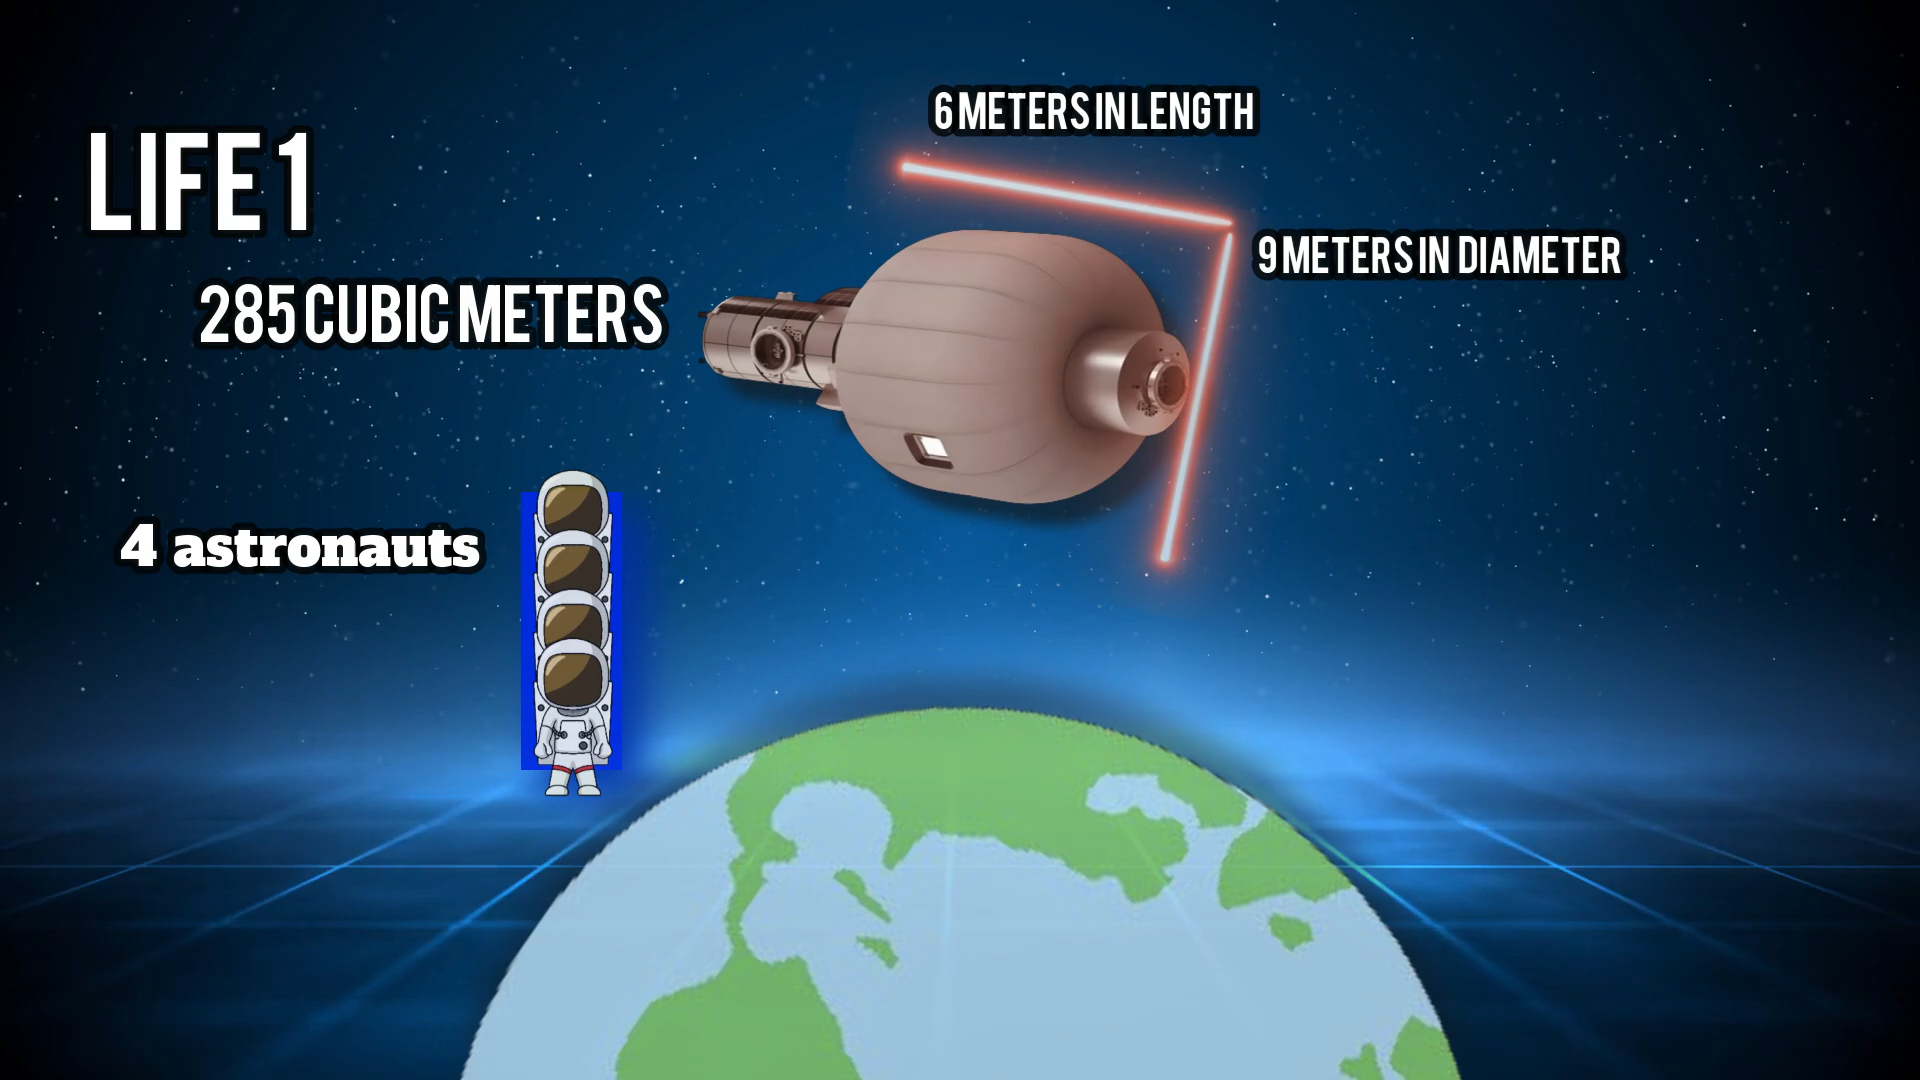 6 METERS IN LENGTH
LIFE 1
9 METERS IN DIAMETER
285 CUBIC METERS
4 astronauts